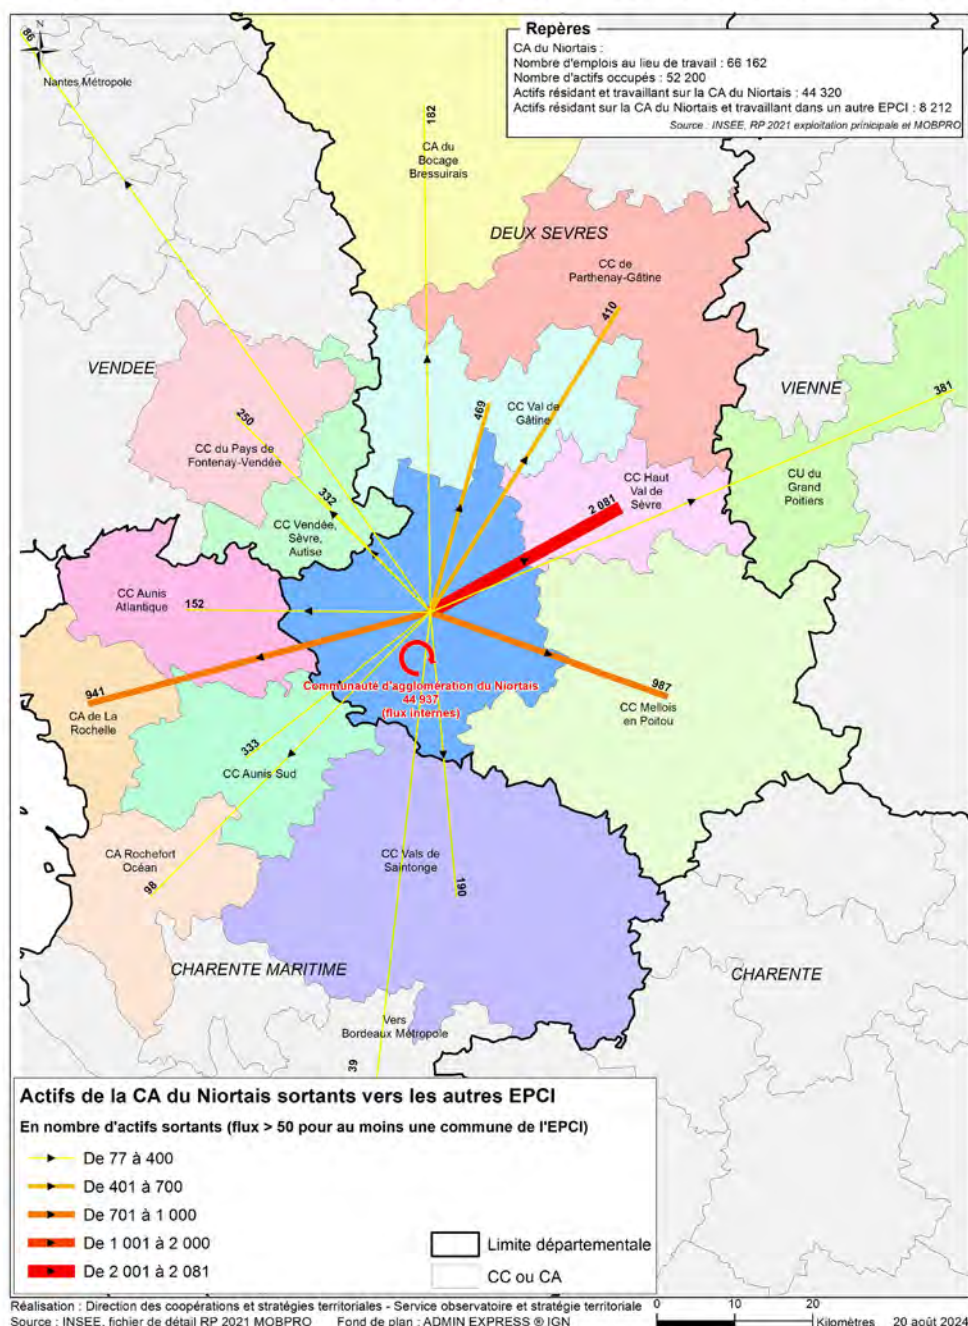 Repères
CA du Niortais :
Nombre d'emplois au lieu de travail : 66 162
Nombre d'actifs occupés : 52 200
Actifs résidant et travaillant sur la CA du Niortais : 44 320
Actifs résidant sur la CA du Niortais et travaillant dans un autre EPCI : 8 212
Source : INSEE, RP 2021 exploitation prinicipale et MOBPRO
N
86
Nantes Métropole
182
CA du
Bocage
Bressuirais
DEUX SEVRES
CC de
Parthenay-Gâtine
410
VENDEE
VIENNE
381
250
CC du Pays de
Fontenay-Vendée
469
CC Val de
Gâtine
332
CC Vendée,
Sèvre,
Autise
2 081
CC Haut
Val de
Sèvre
CU du
Grand
Poitiers
CC Aunis
Atlantique
152
941
CA de La
Rochelle
Communauté d'agglomération du Niortais
44 937
(flux internes)
987
CC Mellois
en Poitou
333
CC Aunis Sud
CA Rochefort
Océan
98
CC Vals de
Saintonge
190
CHARENTE MARITIME
CHARENTE
Vers
Bordeaux Métropole
39
Actifs de la CA du Niortais sortants vers les autres EPCI
En nombre d'actifs sortants (flux > 50 pour au moins une commune de l'EPCI)
De 77 à 400
De 401 à 700
De 701 à 1 000
De 1 001 à 2 000
De 2 001 à 2 081
Limite départementale
CC ou CA
Réalisation : Direction des coopérations et stratégies territoriales - Service observatoire et stratégie territoriale
Source : INSEE, fichier de détail RP 2021 MOBPRO Fond de plan : ADMIN EXPRESS ® IGN
0 10 20
Kilomètres 20 août 2024